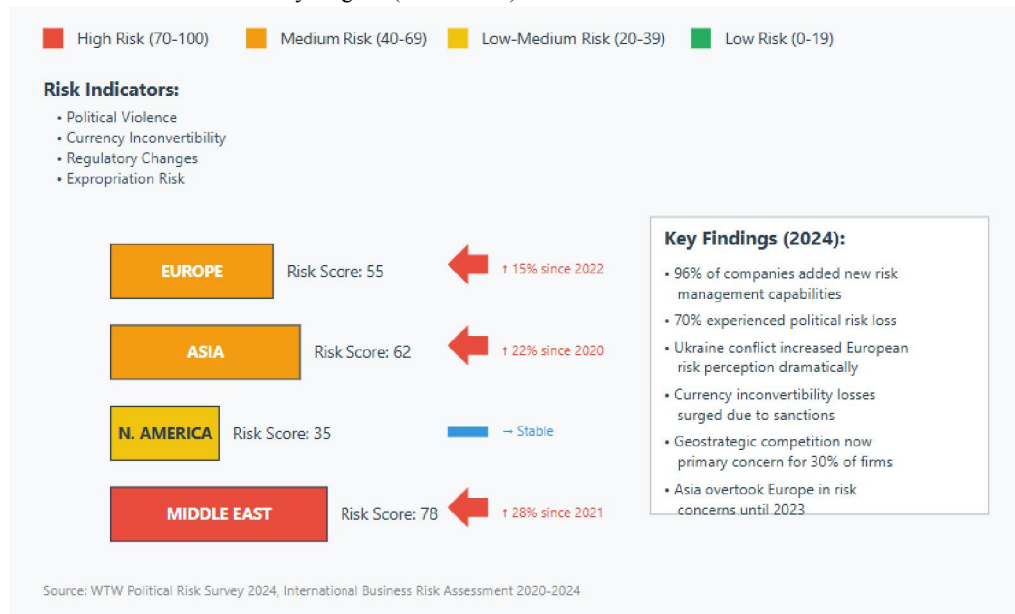 High Risk (70-100) Medium Risk (40-69) Low-Medium Risk (20-39) Low Risk (0-19)
Risk Indicators:
• Political Violence
• Currency Inconvertibility
• Regulatory Changes
• Expropriation Risk
EUROPE Risk Score: 55 ↑ 15% since 2022
ASIA Risk Score: 62 ↑ 22% since 2020
N. AMERICA Risk Score: 35 → Stable
MIDDLE EAST Risk Score: 78 ↑ 28% since 2021
Key Findings (2024):
• 96% of companies added new risk
management capabilities
• 70% experienced political risk loss
• Ukraine conflict increased European
risk perception dramatically
• Currency inconvertibility losses
surged due to sanctions
• Geostrategic competition now
primary concern for 30% of firms
• Asia overtook Europe in risk
concerns until 2023
Source: WTW Political Risk Survey 2024, International Business Risk Assessment 2020-2024